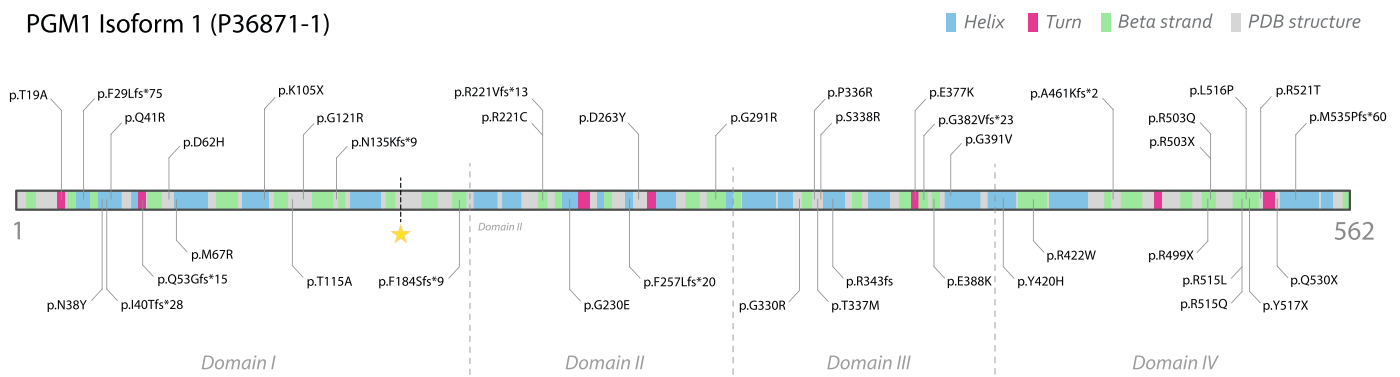 PGM1 Isoform 1 (P36871-1)
Helix
Turn
Beta strand
PDB structure
p.T19A
p.F29Lfs*75
p.Q41R
p.D62H
p.K105X
p.G121R
p.N135Kfs*9
p.R221Vfs*13
p.R221C
p.D263Y
p.G291R
p.P336R
p.S338R
p.E377K
p.G382Vfs*23
p.G391V
p.A461Kfs*2
p.R503Q
p.R503X
p.L516P
p.R521T
p.M535Pfs*60
1
562
Domain II
p.N38Y
p.I40Tfs*28
p.Q53Gfs*15
p.M67R
p.T115A
p.F184Sfs*9
p.G230E
p.F257Lfs*20
p.G330R
p.T337M
p.R343fs
p.E388K
p.Y420H
p.R422W
p.R499X
p.R515L
p.R515Q
p.Y517X
p.Q530X
Domain I
Domain II
Domain III
Domain IV